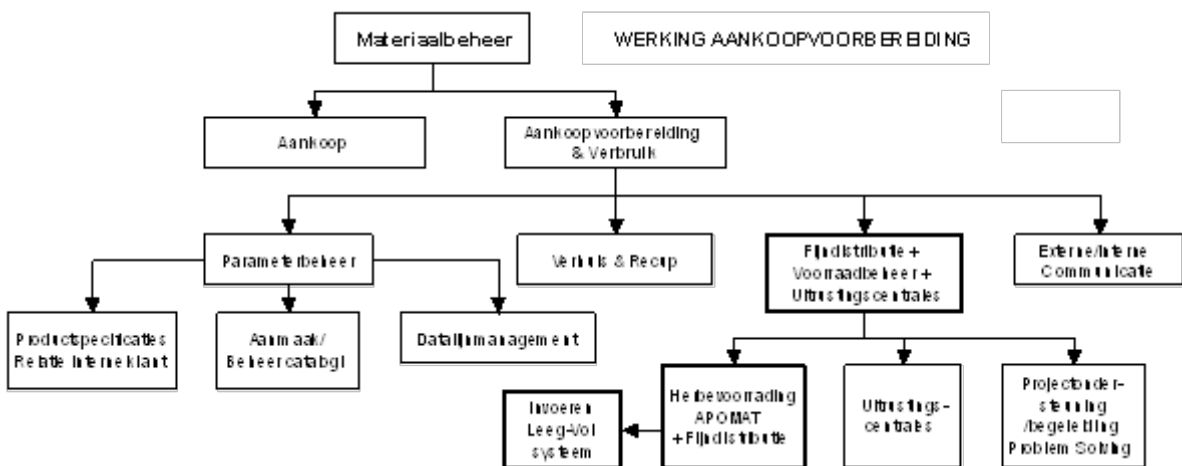 Materiaalbeheer
WERKING AANKOOPVOORBEREIDING
Aankoop
Aankoopvoorbereiding
& Verbruik
Parameterbeheer
Verhuis & Recup
Fijndistributie +
Voorraadbeheer +
Uitrustingscentrales
Externe/Interne
Communicatie
Productspecificaties
Relatie Interne klant
Aanmaak/
Beheer catalogi
Datalijnmanagement
Invoeren
Leeg-Vol
systeem
Herbevoorrading
APOMAT
+ Fijndistributie
Uitrustings-
centrales
Projectonder-
steuning
/begeleiding
Problem Solving